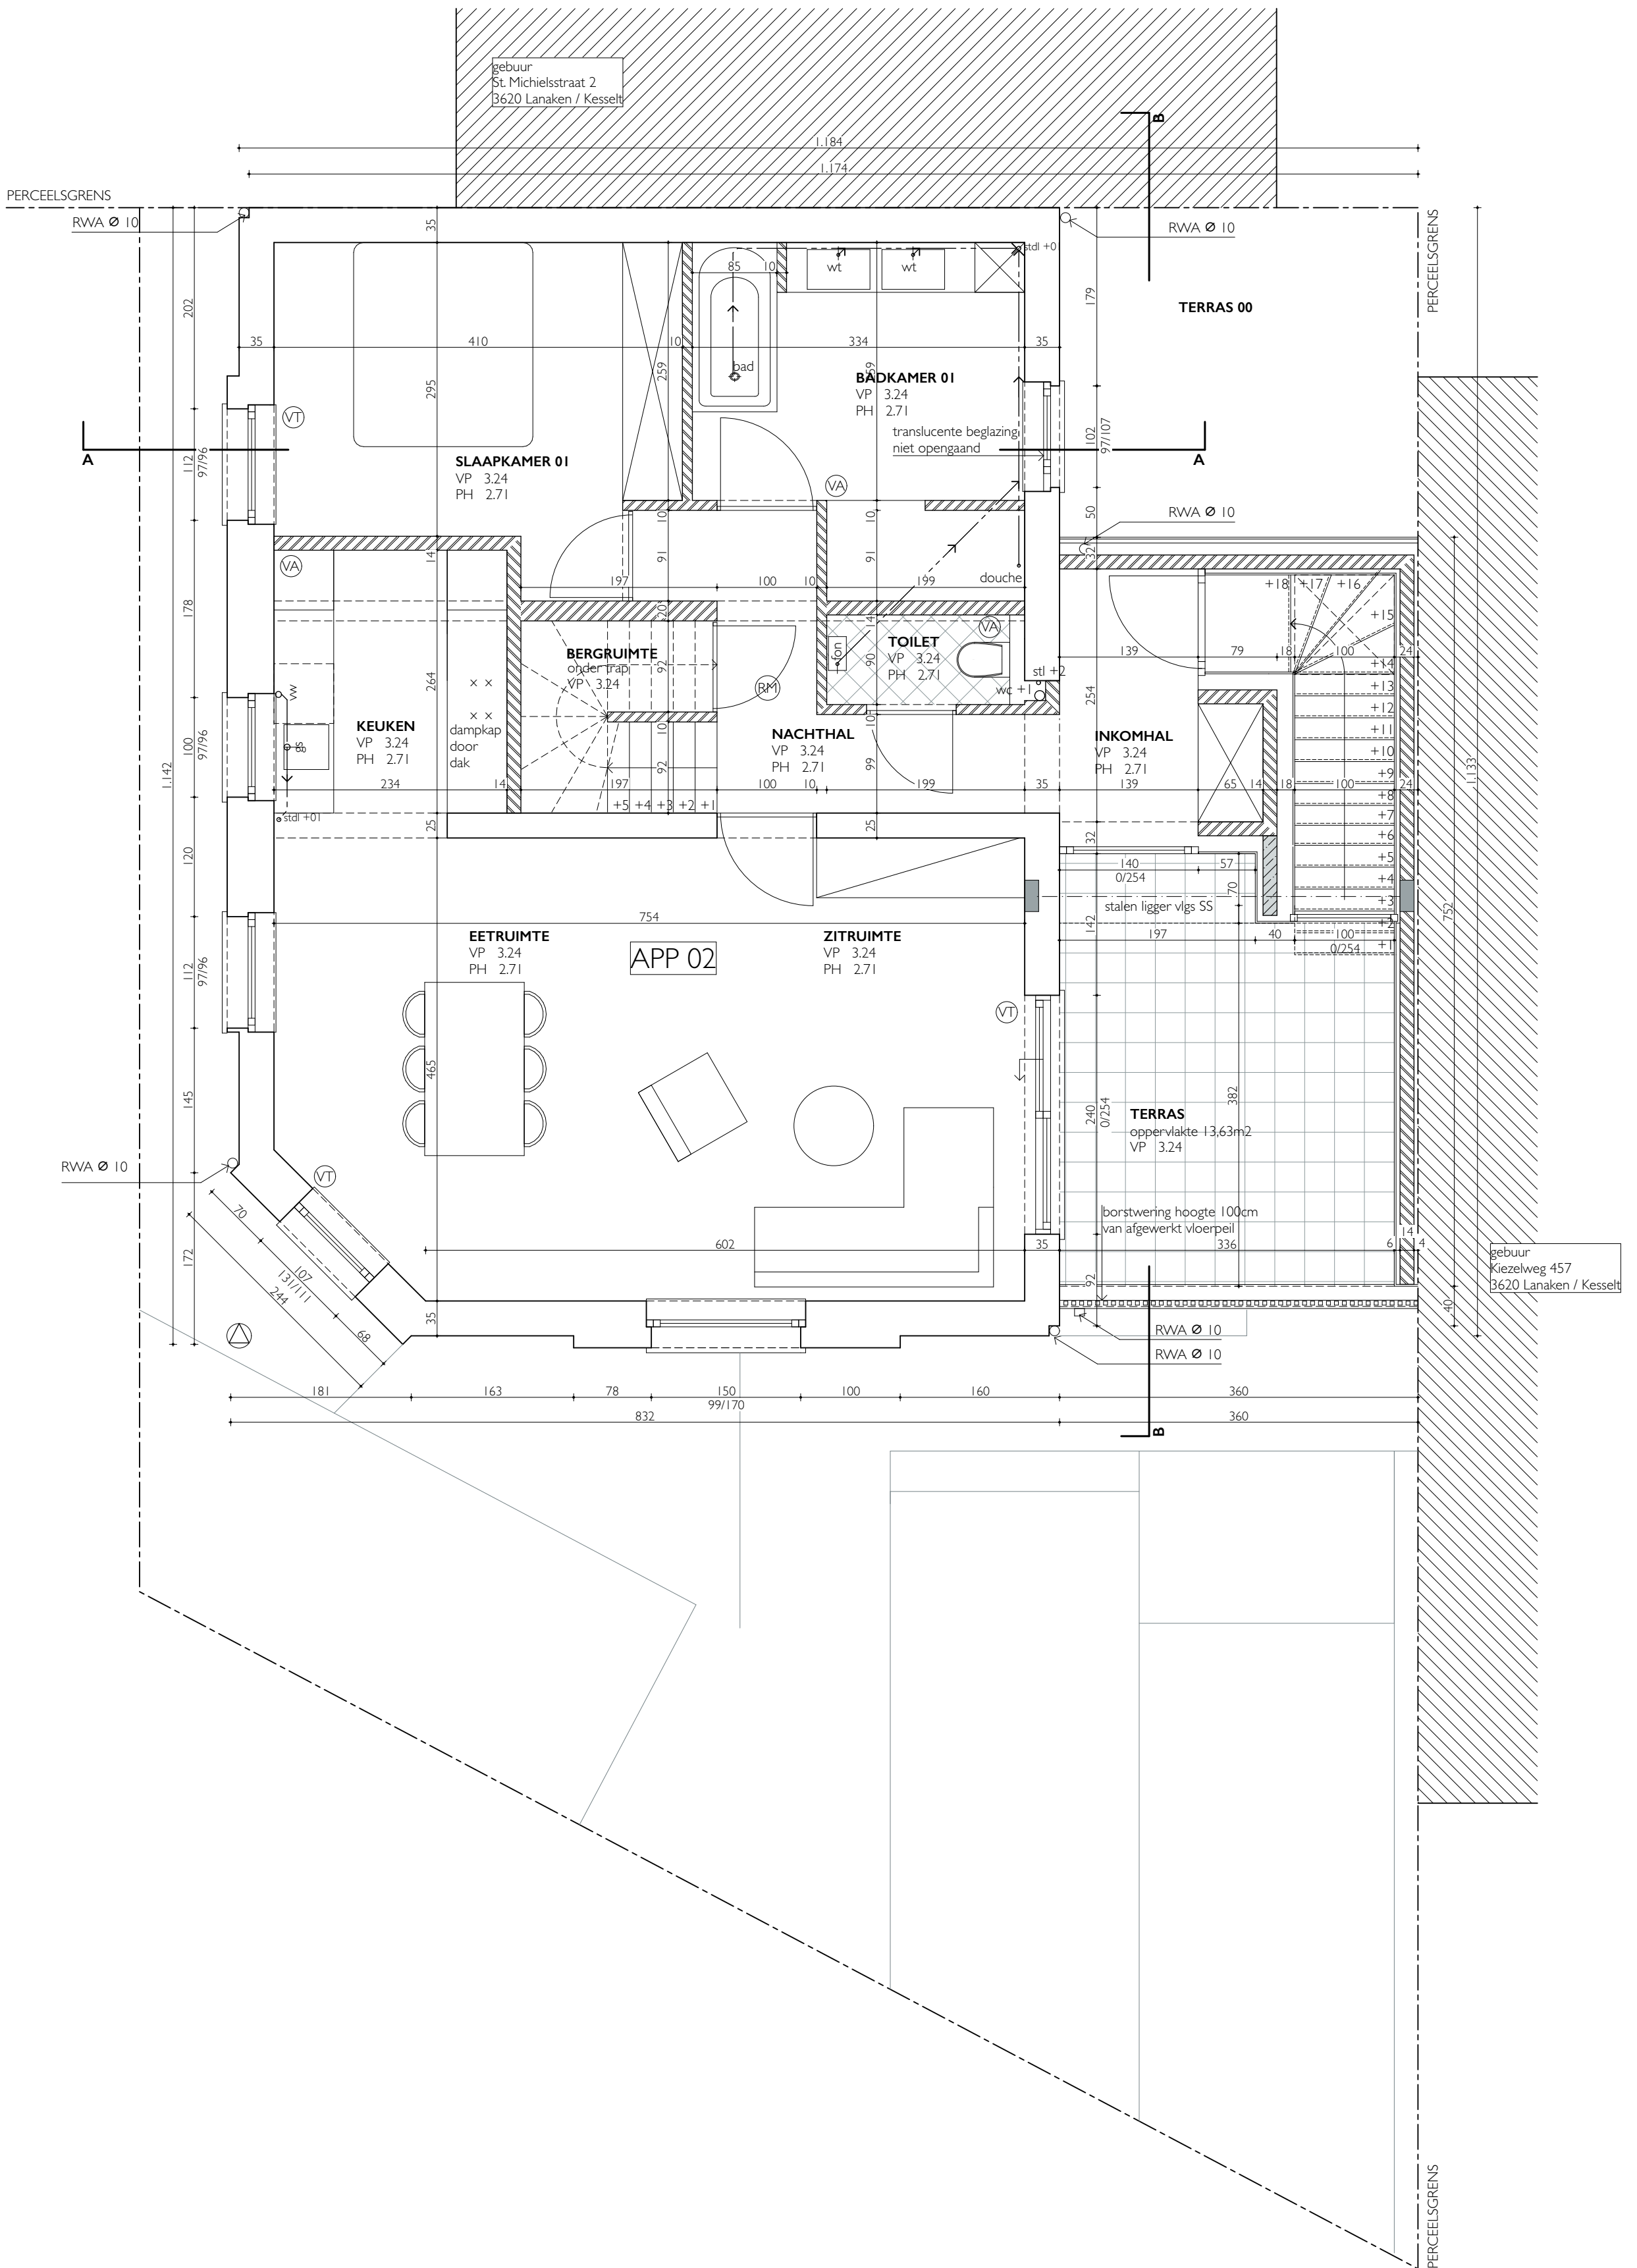 gebuur
St. Michielsstraat 2
3620 Lanaken / Kesselt
B
1.184
1.174
PERCEELSGRENS
RWA Ø 10
RWA Ø 10
PERCEELSGRENS
35
stdl +0
85
10
wt
wt
202
179
TERRAS 00
35
410
10
334
35
bad
259
259
295
BADKAMER 01
VP 3.24
PH 2.71
VT
translucente beglazing
niet opengaand
102
97/107
A
112
97/96
SLAAPKAMER 01
VP 3.24
PH 2.71
A
VA
10
10
50
RWA Ø 10
14
VA
91
91
32
197
100
10
199
douche
+18
+17
+16
+15
178
20
14
BERGRUIMTE
onder trap
VP 3.24
92
TOILET
VP 3.24
PH 2.71
VA
fon
90
139
79
18
100
24
+14
264
RM
stl +2
wc +1
254
+13
vw
gs
KEUKEN
VP 3.24
PH 2.71
dampkap
door
dak
10
10
+12
+11
NACHTHAL
VP 3.24
PH 2.71
INKOMHAL
VP 3.24
PH 2.71
100
97/96
1.142
92
99
+10
+9
1.133
234
14
197
100
10
199
35
139
65
14
18
100
24
+5
+4
+3
+2
+1
+8
+7
stdl +01
25
25
32
+6
+5
120
140
0/254
57
70
+4
+3
stalen ligger vlgs SS
754
142
+2
+1
752
EETRUIMTE
VP 3.24
PH 2.71
APP 02
ZITRUIMTE
VP 3.24
PH 2.71
197
40
100
0/254
112
97/96
VT
465
145
240
0/254
382
TERRAS
oppervlakte 13,63m2
VP 3.24
RWA Ø 10
VT
70
borstwering hoogte 100cm
van afgewerkt vloerpeil
172
602
35
336
6
14
4
gebuur
Kiezelweg 457
3620 Lanaken / Kesselt
107
131/111
244
92
40
35
68
RWA Ø 10
RWA Ø 10
181
163
78
150
99/170
100
160
360
832
360
B
PERCEELSGRENS